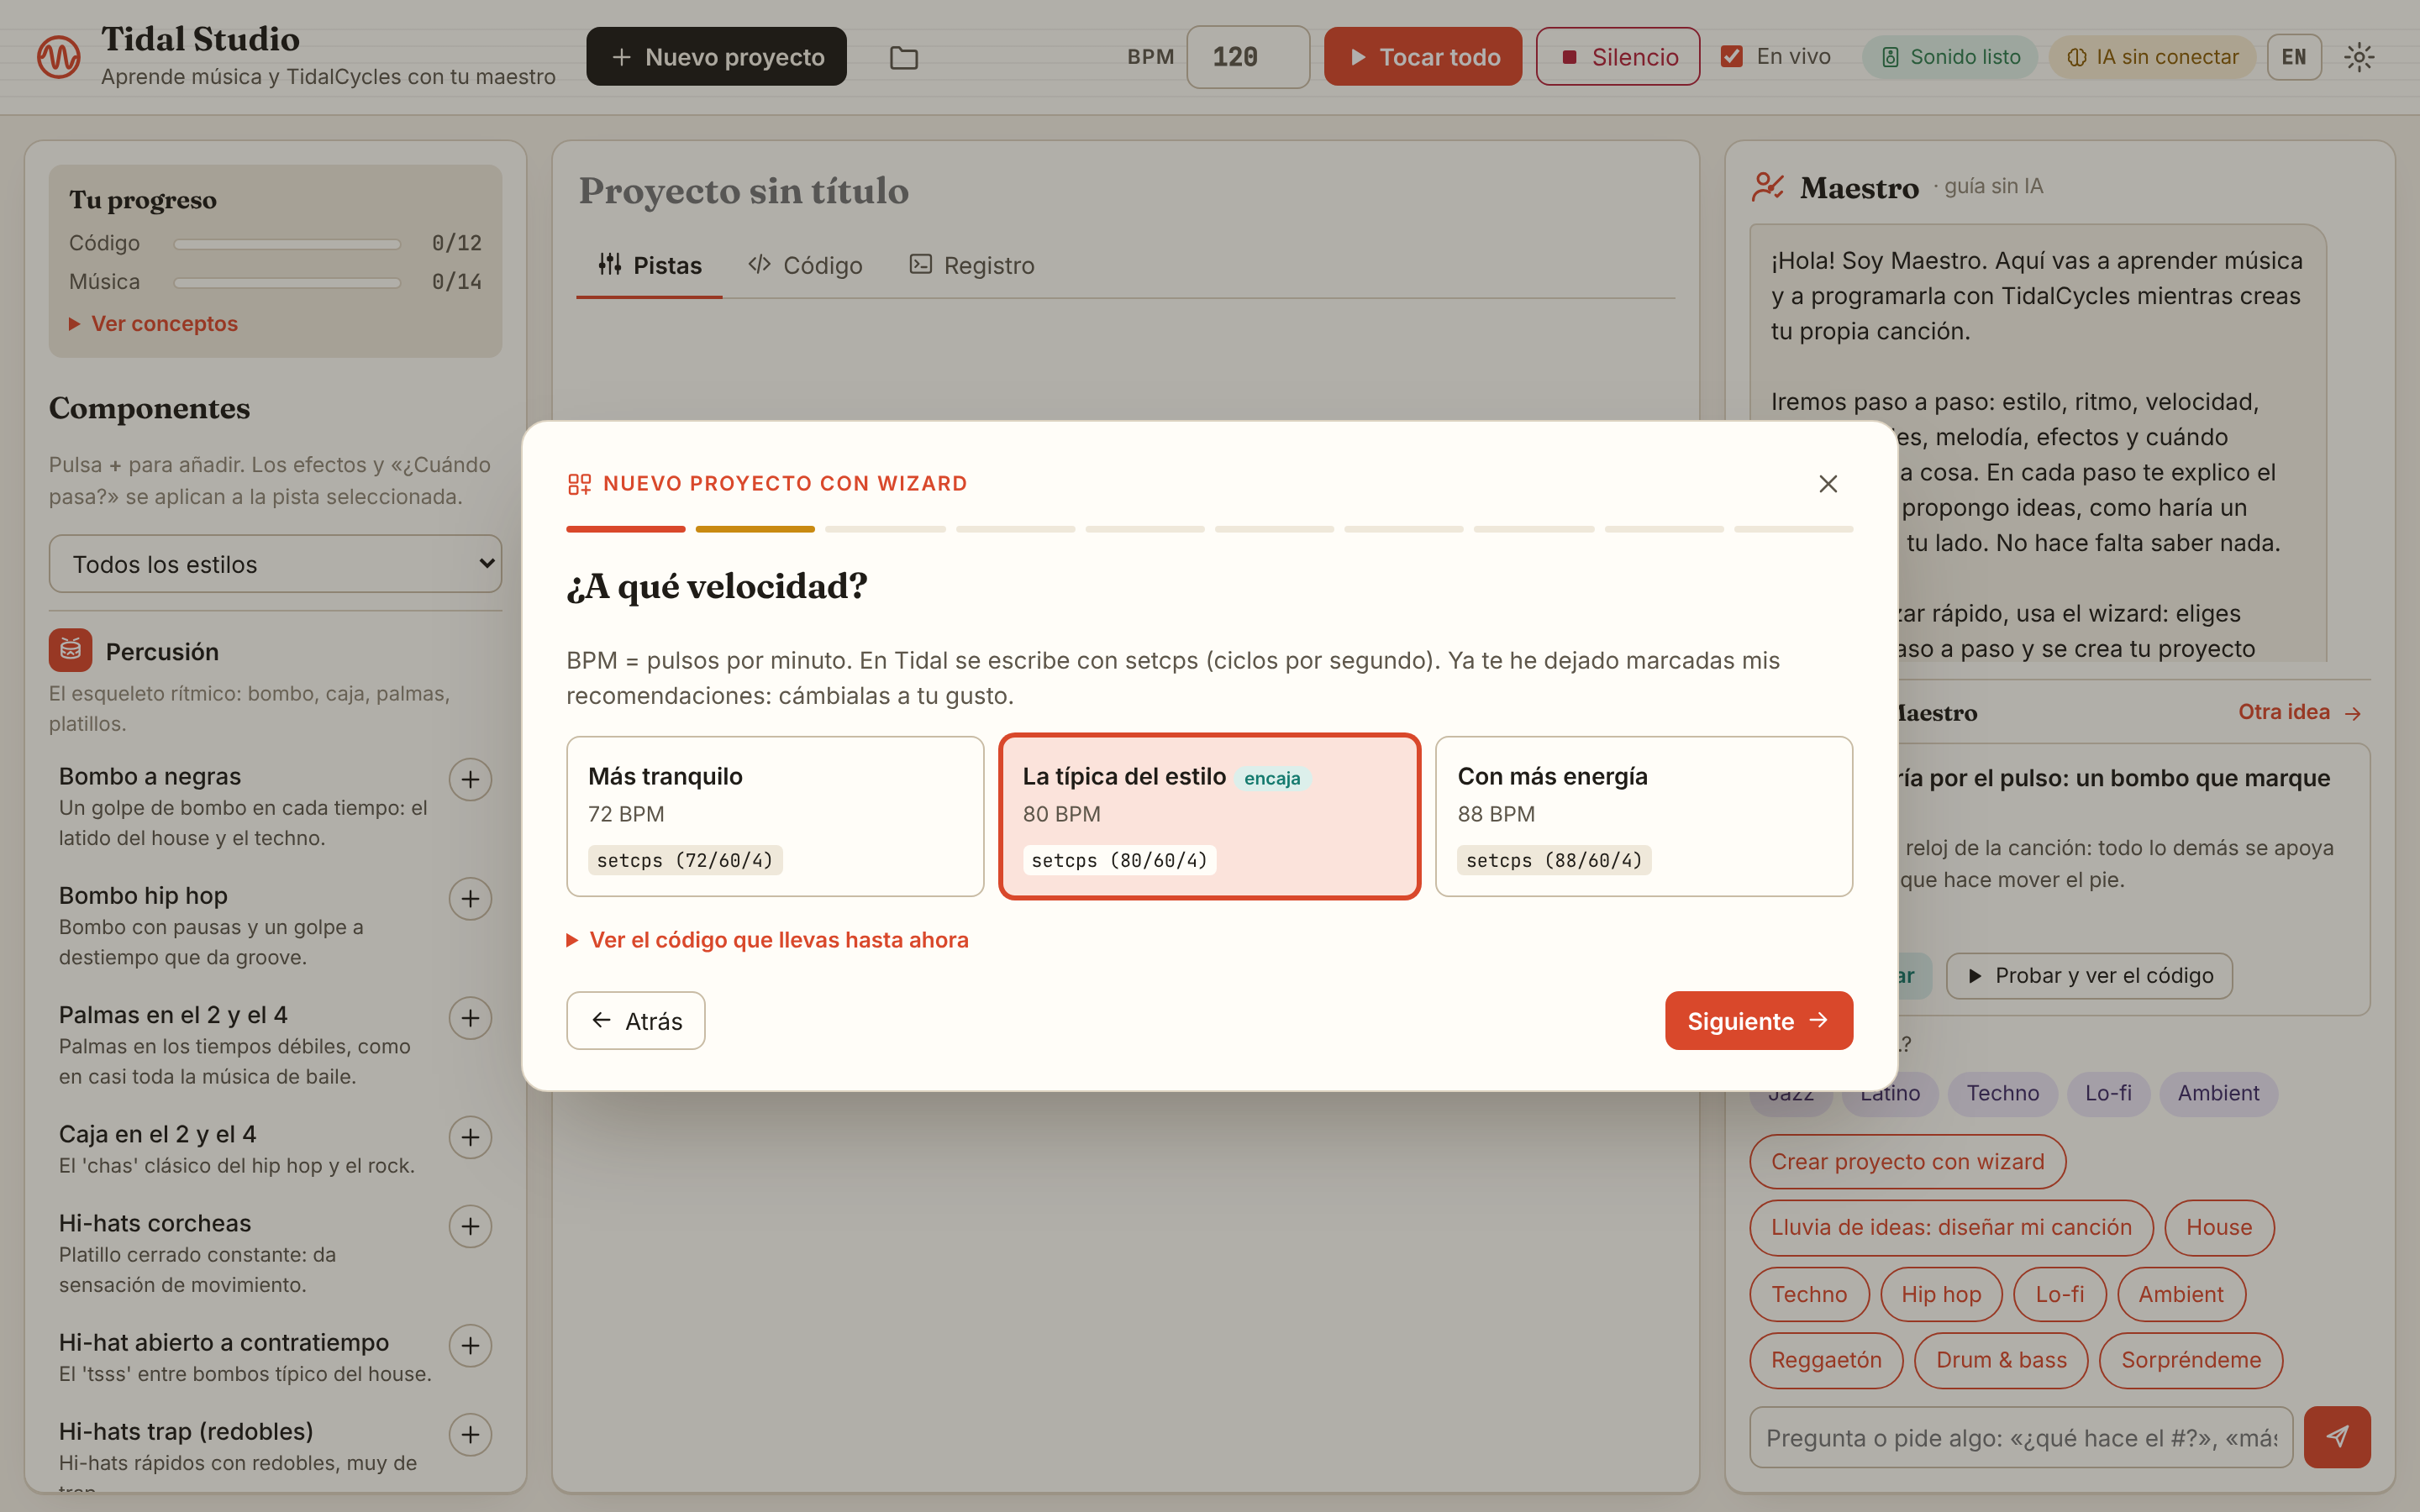 Tidal Studio
Aprende música y TidalCycles con tu maestro
Nuevo proyecto
BPM
120
Tocar todo
Silencio
En vivo
Sonido listo
IA sin conectar
EN
Tu progreso
Código 0/12
Música 0/14
Ver conceptos
Componentes
Pulsa + para añadir. Los efectos y «¿Cuándo
pasa?» se aplican a la pista seleccionada.
Todos los estilos
Percusión
El esqueleto rítmico: bombo, caja, palmas,
platillos.
Bombo a negras
Un golpe de bombo en cada tiempo: el
latido del house y el techno.
Bombo hip hop
Bombo con pausas y un golpe a
destiempo que da groove.
Palmas en el 2 y el 4
Palmas en los tiempos débiles, como
en casi toda la música de baile.
Caja en el 2 y el 4
El 'chas' clásico del hip hop y el rock.
Hi-hats corcheas
Platillo cerrado constante: da
sensación de movimiento.
Hi-hat abierto a contratiempo
El 'tsss' entre bombos típico del house.
Hi-hats trap (redobles)
Hi-hats rápidos con redobles, muy de
Proyecto sin título
Pistas
Código
Registro
NUEVO PROYECTO CON WIZARD
¿A qué velocidad?
BPM = pulsos por minuto. En Tidal se escribe con setcps (ciclos por segundo). Ya te he dejado marcadas mis
recomendaciones: cámbialas a tu gusto.
Más tranquilo
72 BPM
setcps (72/60/4)
La típica del estilo encaja
80 BPM
setcps (80/60/4)
Con más energía
88 BPM
setcps (88/60/4)
Ver el código que llevas hasta ahora
Atrás
Siguiente
Maestro · guía sin IA
¡Hola! Soy Maestro. Aquí vas a aprender música
y a programarla con TidalCycles mientras creas
tu propia canción.
Iremos paso a paso: estilo, ritmo, velocidad,
es, melodía, efectos y cuándo
a cosa. En cada paso te explico el
propongo ideas, como haría un
tu lado. No hace falta saber nada.
zar rápido, usa el wizard: eliges
aso a paso y se crea tu proyecto
Maestro
Otra idea
ría por el pulso: un bombo que marque
reloj de la canción: todo lo demás se apoya
que hace mover el pie.
ar
Probar y ver el código
.?
Jazz
Latino
Techno
Lo-fi
Ambient
Crear proyecto con wizard
Lluvia de ideas: diseñar mi canción
House
Techno
Hip hop
Lo-fi
Ambient
Reggaetón
Drum & bass
Sorpréndeme
Pregunta o pide algo: «¿qué hace el #?», «más